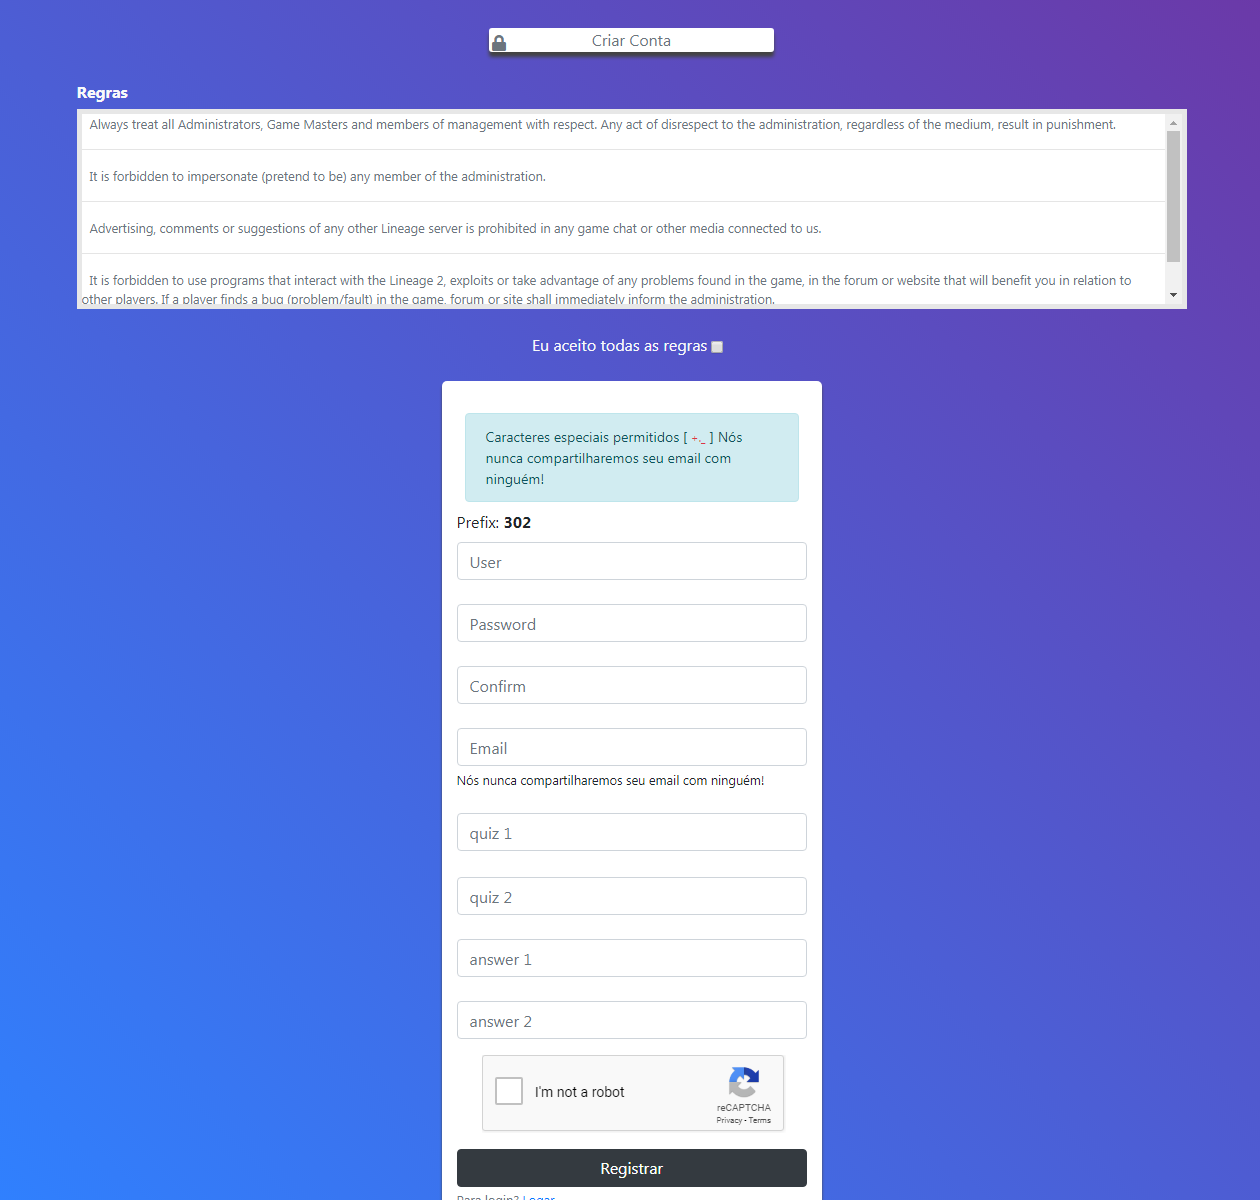 Criar Conta
Regras
Always treat all Administrators, Game Masters and members of management with respect. Any act of disrespect to the administration, regardless of the medium, result in punishment.
It is forbidden to impersonate (pretend to be) any member of the administration.
Advertising, comments or suggestions of any other Lineage server is prohibited in any game chat or other media connected to us.
It is forbidden to use programs that interact with the Lineage 2, exploits or take advantage of any problems found in the game, in the forum or website that will benefit you in relation to
other players. If a player finds a bug (problem/fault) in the game, forum or site shall immediately inform the administration.
Eu aceito todas as regras
Caracteres especiais permitidos [ +._ ] Nós
nunca compartilharemos seu email com
ninguém!
Prefix: 302
User
Password
Confirm
Email
Nós nunca compartilharemos seu email com ninguém!
quiz 1
quiz 2
answer 1
answer 2
I'm not a robot
reCAPTCHA
Privacy - Terms
Registrar
Para login? Logar